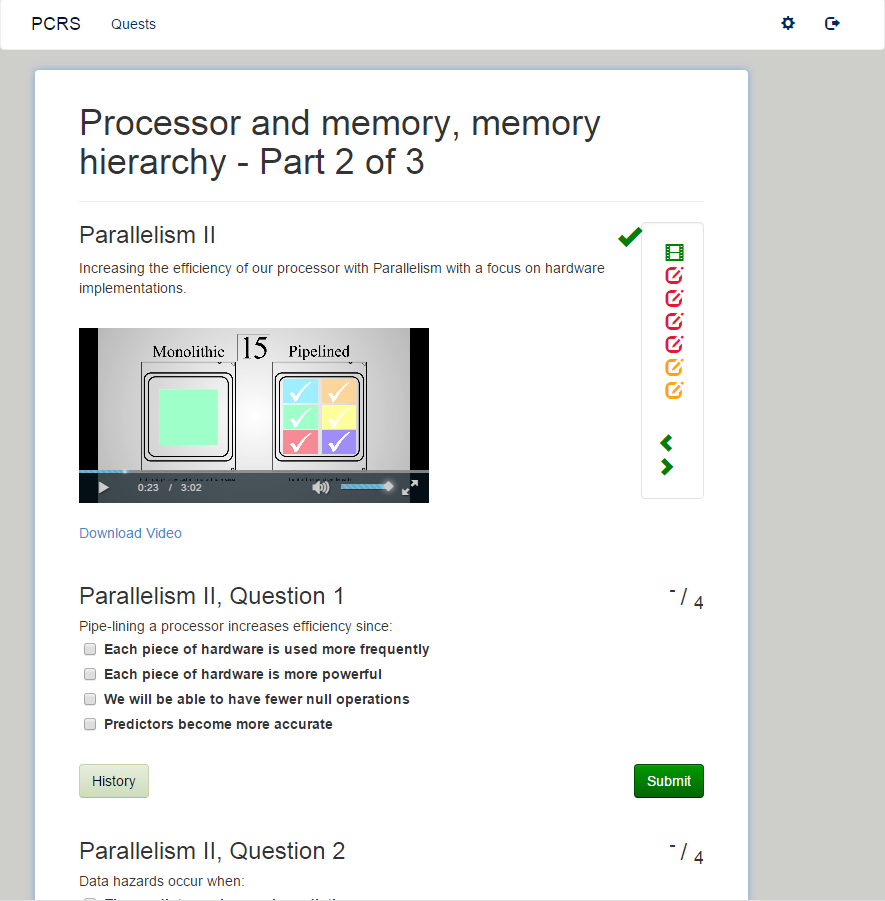 PCRS Quests
Processor and memory, memory
hierarchy - Part 2 of 3
Parallelism II
Increasing the efficiency of our processor with Parallelism with a focus on hardware
implementations.
Monolithic 15 Pipelined
0:23 / 3:02
Download Video
Parallelism II, Question 1 - / 4
Pipe-lining a processor increases efficiency since:
Each piece of hardware is used more frequently
Each piece of hardware is more powerful
We will be able to have fewer null operations
Predictors become more accurate
History Submit
Parallelism II, Question 2 - / 4
Data hazards occur when: